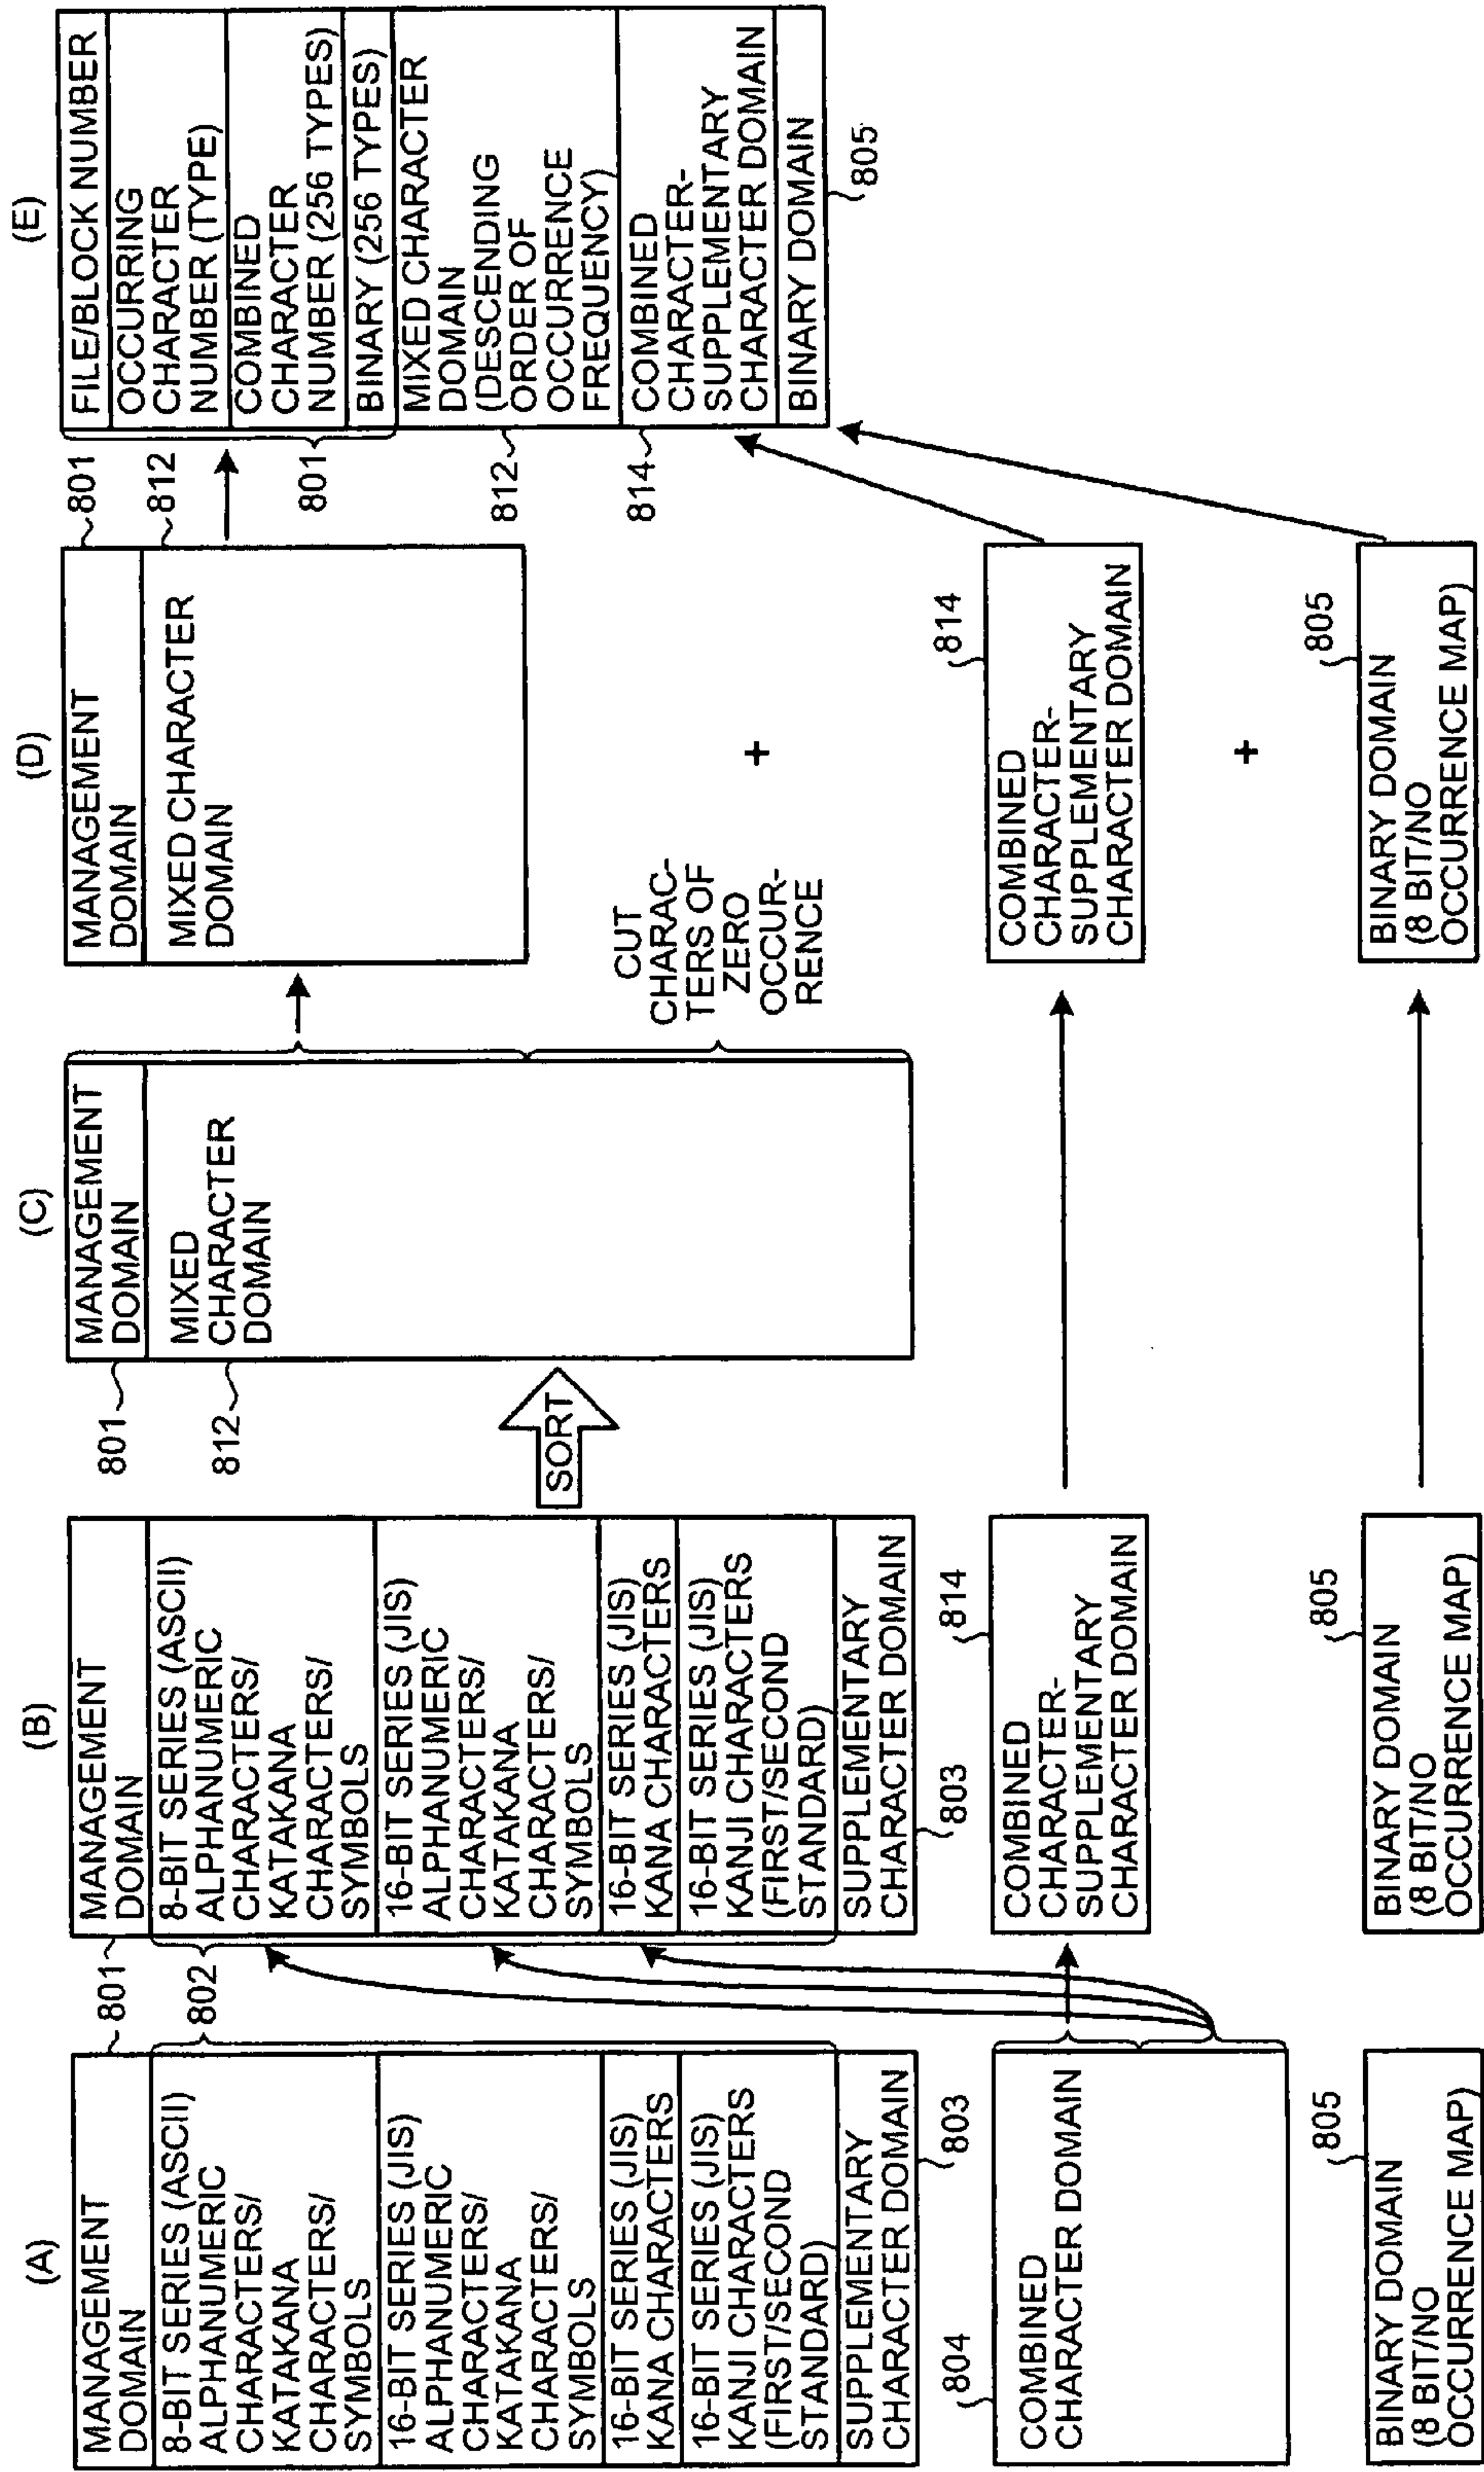 (A)
MANAGEMENT
DOMAIN
801
8-BIT SERIES (ASCII)
ALPHANUMERIC
CHARACTERS/
KATAKANA
CHARACTERS/
SYMBOLS
802
16-BIT SERIES (JIS)
ALPHANUMERIC
CHARACTERS/
KATAKANA
CHARACTERS/
SYMBOLS
16-BIT SERIES (JIS)
KANA CHARACTERS
16-BIT SERIES (JIS)
KANJI CHARACTERS
(FIRST/SECOND
STANDARD)
SUPPLEMENTARY
CHARACTER DOMAIN
803
804
COMBINED
CHARACTER DOMAIN
805
BINARY DOMAIN
(8 BIT/NO
OCCURRENCE MAP)
(B)
MANAGEMENT
DOMAIN
8-BIT SERIES (ASCII)
ALPHANUMERIC
CHARACTERS/
KATAKANA
CHARACTERS/
SYMBOLS
16-BIT SERIES (JIS)
ALPHANUMERIC
CHARACTERS/
KATAKANA
CHARACTERS/
SYMBOLS
16-BIT SERIES (JIS)
KANA CHARACTERS
16-BIT SERIES (JIS)
KANJI CHARACTERS
(FIRST/SECOND
STANDARD)
SUPPLEMENTARY
CHARACTER DOMAIN
803
814
COMBINED
CHARACTER-
SUPPLEMENTARY
CHARACTER DOMAIN
805
BINARY DOMAIN
(8 BIT/NO
OCCURRENCE MAP)
SORT
(C)
801
MANAGEMENT
DOMAIN
812
MIXED
CHARACTER
DOMAIN
CUT
CHARAC-
TERS OF
ZERO
OCCUR-
RENCE
(D)
MANAGEMENT
DOMAIN
801
MIXED CHARACTER
DOMAIN
812
+
814
COMBINED
CHARACTER-
SUPPLEMENTARY
CHARACTER DOMAIN
+
805
BINARY DOMAIN
(8 BIT/NO
OCCURRENCE MAP)
(E)
FILE/BLOCK NUMBER
OCCURRING
CHARACTER
NUMBER (TYPE)
COMBINED
CHARACTER
NUMBER (256 TYPES)
BINARY (256 TYPES)
801
MIXED CHARACTER
DOMAIN
(DESCENDING
ORDER OF
OCCURRENCE
FREQUENCY)
812
COMBINED
CHARACTER-
SUPPLEMENTARY
CHARACTER DOMAIN
814
BINARY DOMAIN
805